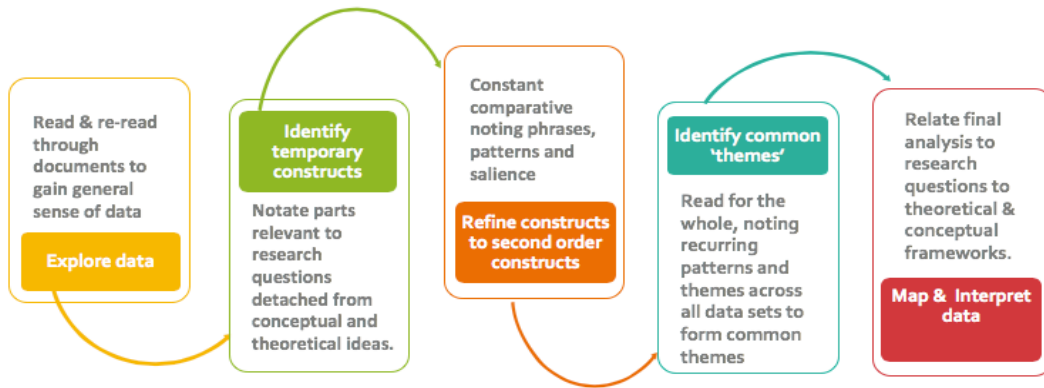 Read & re-read
through
documents to
gain general
sense of data
Explore data
Identify
temporary
constructs
Notate parts
relevant to
research
questions
detached from
conceptual and
theoretical ideas.
Constant
comparative
noting phrases,
patterns and
salience
Refine constructs
to second order
constructs
Identify common
‘themes’
Read for the
whole, noting
recurring
patterns and
themes across
all data sets to
form common
themes
Relate final
analysis to
research
questions to
theoretical &
conceptual
frameworks.
Map & Interpret
data